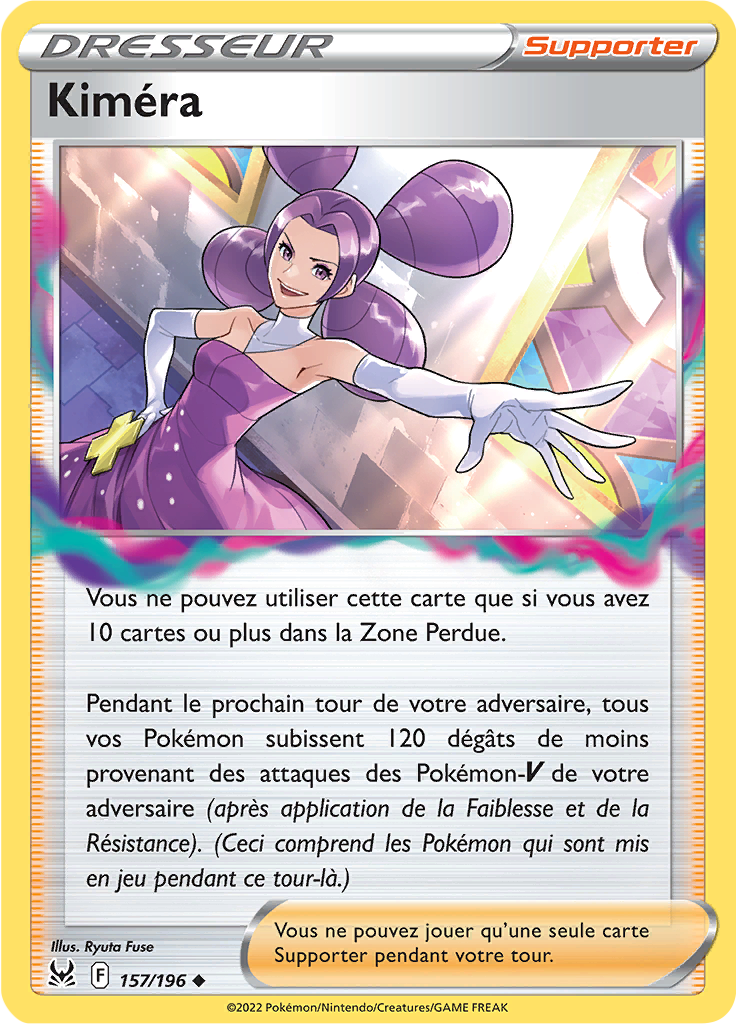 DRESSEUR
Supporter
Kiméra
Vous ne pouvez utiliser cette carte que si vous avez
10 cartes ou plus dans la Zone Perdue.
Pendant le prochain tour de votre adversaire, tous
vos Pokémon subissent 120 dégâts de moins
provenant des attaques des Pokémon-V de votre
adversaire (après application de la Faiblesse et de la
Résistance). (Ceci comprend les Pokémon qui sont mis
en jeu pendant ce tour-là.)
Vous ne pouvez jouer qu'une seule carte
Supporter pendant votre tour.
Illus. Ryuta Fuse
F 157/196
©2022 Pokémon/Nintendo/Creatures/GAME FREAK